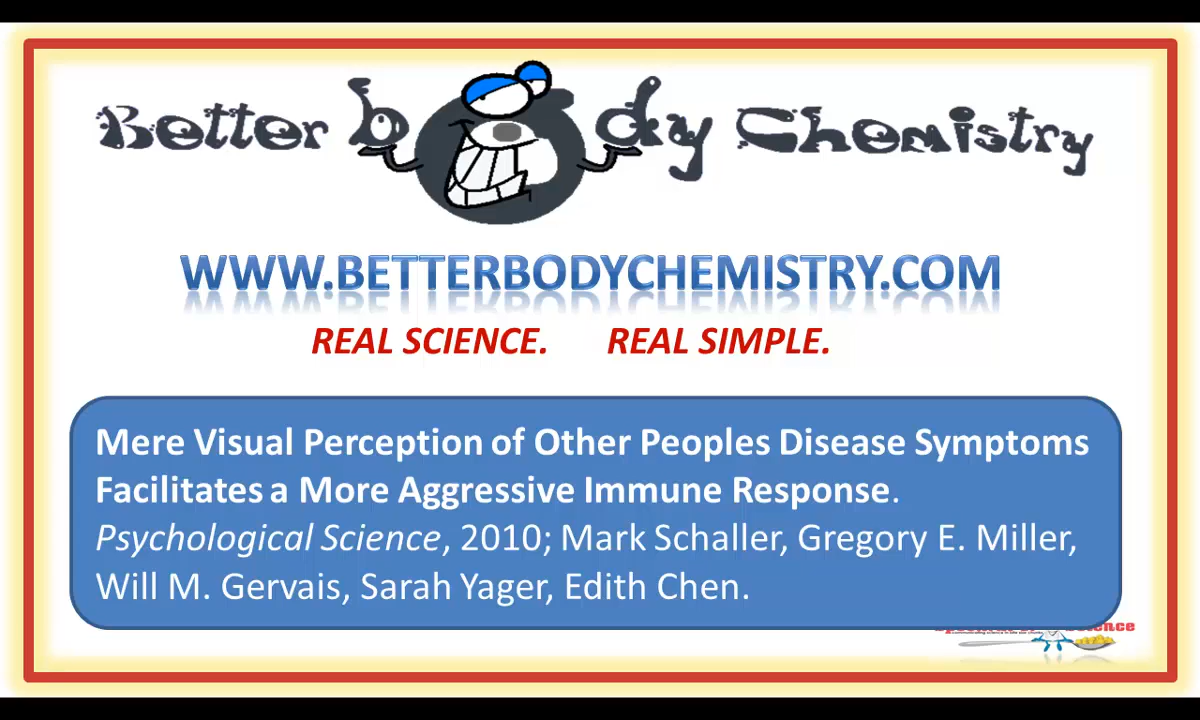 Better body Chemistry
WWW.BETTERBODYCHEMISTRY.COM
REAL SCIENCE. REAL SIMPLE.
Mere Visual Perception of Other Peoples Disease Symptoms
Facilitates a More Aggressive Immune Response.
Psychological Science, 2010; Mark Schaller, Gregory E. Miller,
Will M. Gervais, Sarah Yager, Edith Chen.